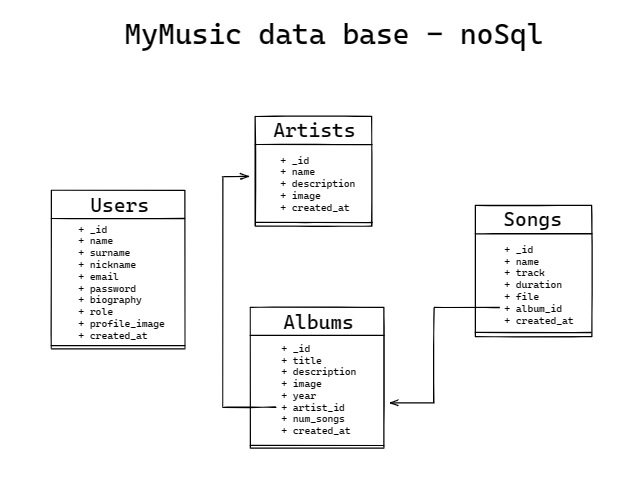 MyMusic data base - noSql
Artists
+ _id
+ name
+ description
+ image
+ created_at
Users
+ _id
+ name
+ surname
+ nickname
+ email
+ password
+ biography
+ role
+ profile_image
+ created_at
Songs
+ _id
+ name
+ track
+ duration
+ file
+ album_id
+ created_at
Albums
+ _id
+ title
+ description
+ image
+ year
+ artist_id
+ num_songs
+ created_at